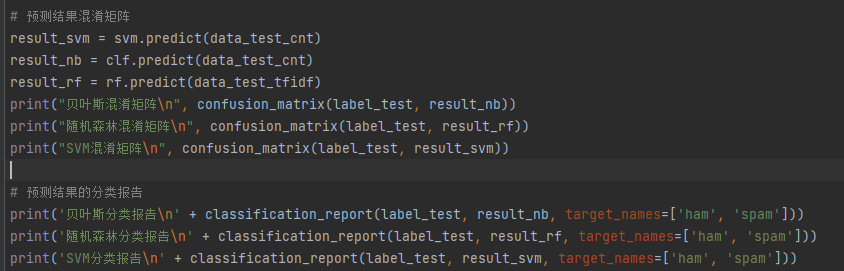 # 预测结果混淆矩阵
result_svm = svm.predict(data_test_cnt)
result_nb = clf.predict(data_test_cnt)
result_rf = rf.predict(data_test_tfidf)
print("贝叶斯混淆矩阵\n", confusion_matrix(label_test, result_nb))
print("随机森林混淆矩阵\n", confusion_matrix(label_test, result_rf))
print("SVM混淆矩阵\n", confusion_matrix(label_test, result_svm))
# 预测结果的分类报告
print('贝叶斯分类报告\n' + classification_report(label_test, result_nb, target_names=['ham', 'spam']))
print('随机森林分类报告\n' + classification_report(label_test, result_rf, target_names=['ham', 'spam']))
print('SVM分类报告\n' + classification_report(label_test, result_svm, target_names=['ham', 'spam']))